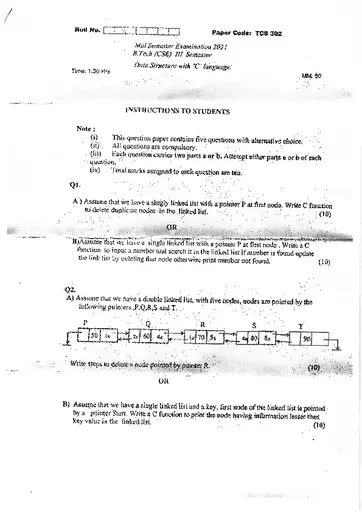 Roll No.
Paper Code: TCS 302
Mid Semester Examination 2021
B.Tech (CSE) III Semester
Data Structure with 'C' language.
Time: 1:30 Hrs
MM: 50
INSTRUCTIONS TO STUDENTS
Note :
(i) This question paper contains five questions with alternative choice.
(ii) All questions are compulsory.
(iii) Each question carries two parts a or b. Attempt either parts a or b of each
question.
(iv) Total marks assigned to each question are ten.
Q1.
A) Assume that we have a singly linked list with a pointer P at first node. Write C function
to delete duplicate nodes in the linked list. (10)
OR
B) Assume that we have a single linked list with a pointer P at first node. Write a C
function to input a number and search it in the linked list if number is found update
the link list by deleting that node otherwise print number not found. (10)
Q2.
A) Assume that we have a double linked list, with five nodes, nodes are pointed by the
following pointers ,P,Q,R,S and T.
P Q R S T
50 60 4x 70 5x 80 8x 90
Write steps to delete a node pointed by pointer R. (10)
OR
B) Assume that we have a single linked list and a key, first node of the linked list is pointed
by a pointer Start. Write a C function to print the node having information lesser then
key value in the linked list. (10)